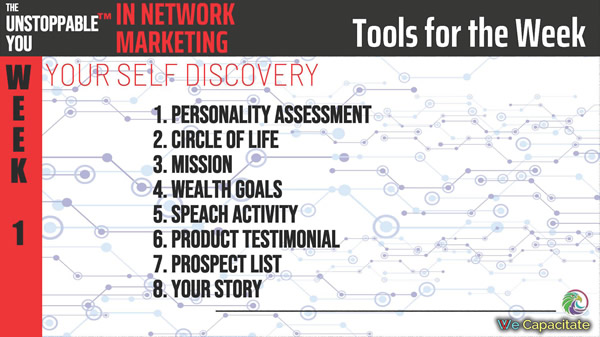 THE
UNSTOPPABLE™
YOU
IN NETWORK
MARKETING
Tools for the Week
WEEK 1
YOUR SELF DISCOVERY
1. PERSONALITY ASSESSMENT
2. CIRCLE OF LIFE
3. MISSION
4. WEALTH GOALS
5. SPEACH ACTIVITY
6. PRODUCT TESTIMONIAL
7. PROSPECT LIST
8. YOUR STORY
We Capacitate